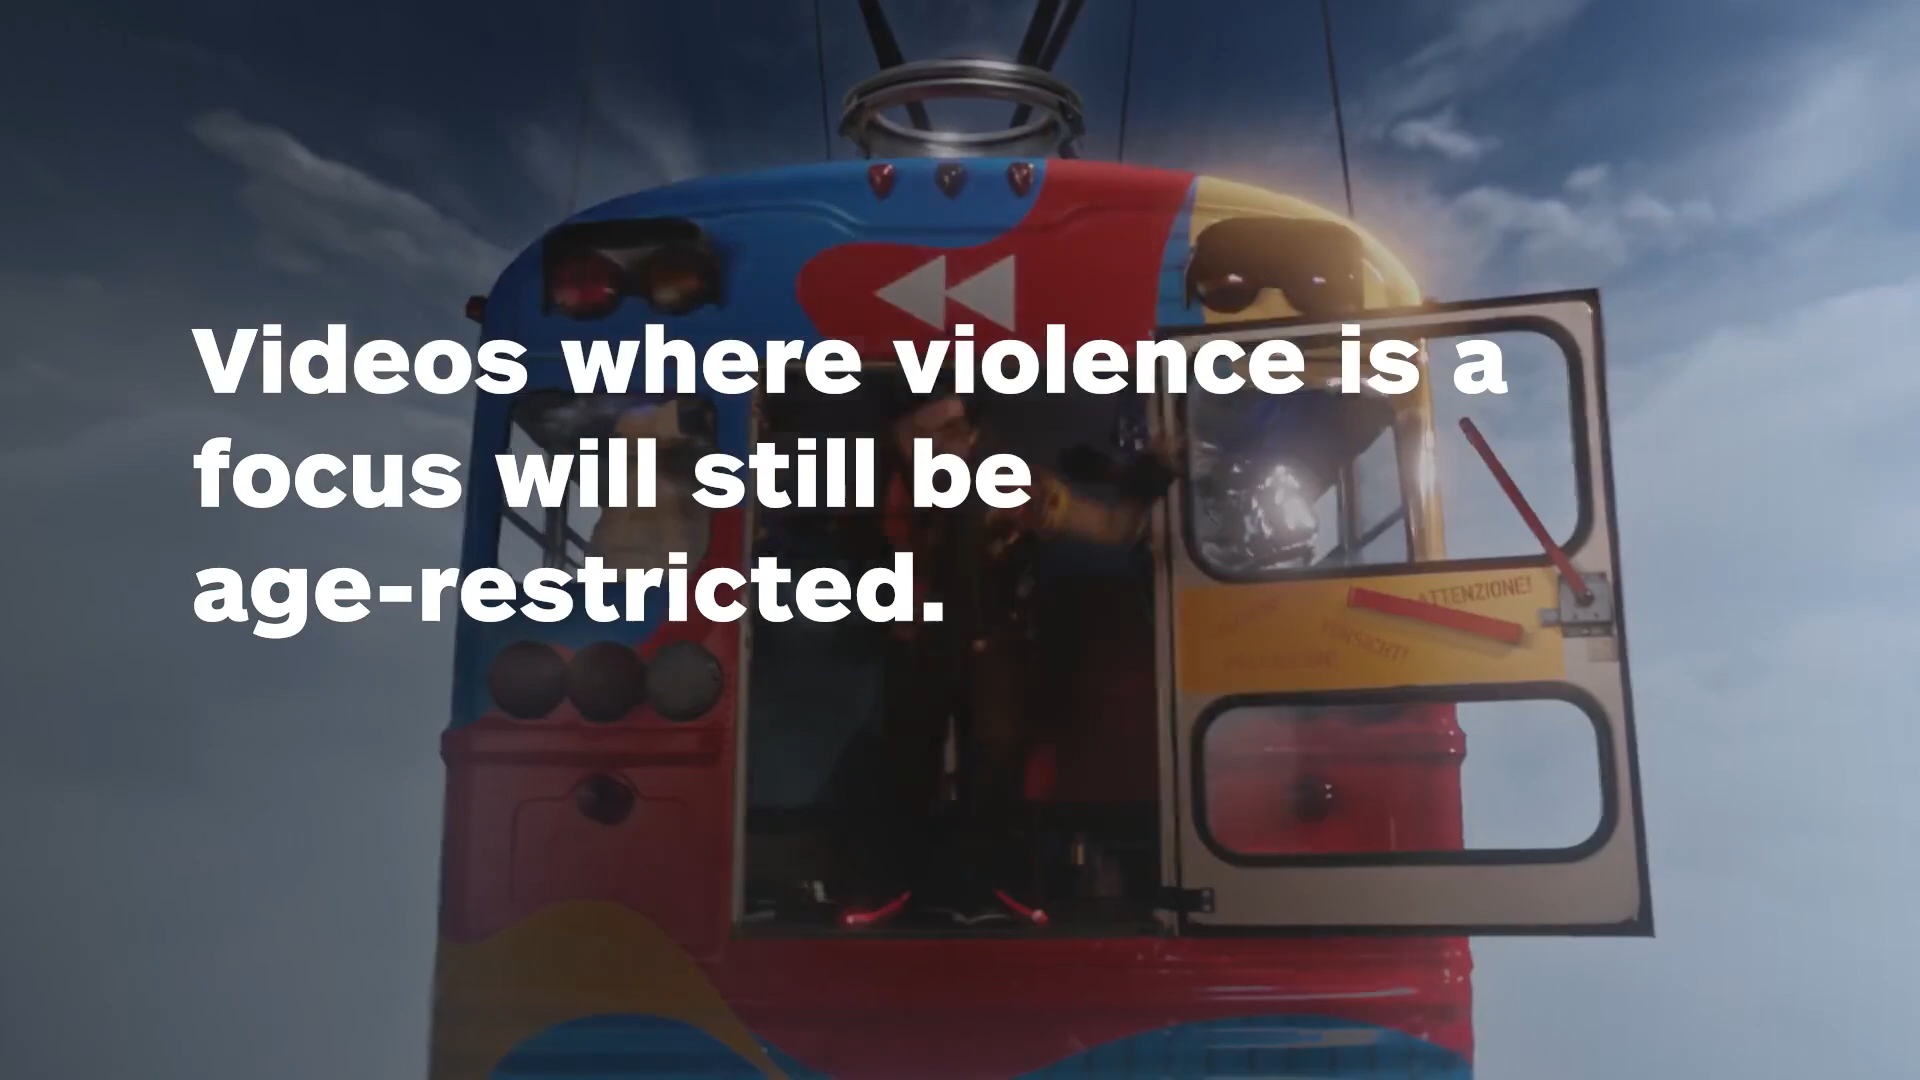 Videos where violence is a
focus will still be
age-restricted.
ATTENZIONE!